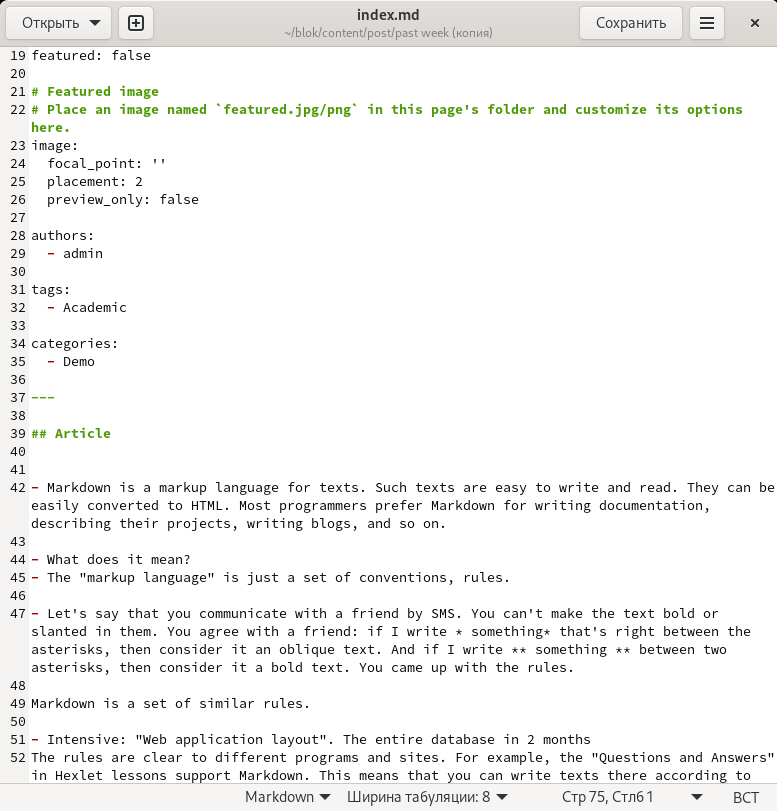 Открыть
index.md
~/blok/content/post/past week (копия)
Сохранить
19 featured: false
20
21 # Featured image
22 # Place an image named `featured.jpg/png` in this page's folder and customize its options
here.
23 image:
24   focal_point: ''
25   placement: 2
26   preview_only: false
27
28 authors:
29   - admin
30
31 tags:
32   - Academic
33
34 categories:
35   - Demo
36
37 ---
38
39 ## Article
40
41
42 - Markdown is a markup language for texts. Such texts are easy to write and read. They can be
easily converted to HTML. Most programmers prefer Markdown for writing documentation,
describing their projects, writing blogs, and so on.
43
44 - What does it mean?
45 - The "markup language" is just a set of conventions, rules.
46
47 - Let's say that you communicate with a friend by SMS. You can't make the text bold or
slanted in them. You agree with a friend: if I write * something* that's right between the
asterisks, then consider it an oblique text. And if I write ** something ** between two
asterisks, then consider it a bold text. You came up with the rules.
48
49 Markdown is a set of similar rules.
50
51 - Intensive: "Web application layout". The entire database in 2 months
52 The rules are clear to different programs and sites. For example, the "Questions and Answers"
in Hexlet lessons support Markdown. This means that you can write texts there according to
Markdown
Ширина табуляции: 8
Стр 75, Стлб 1
ВСТ